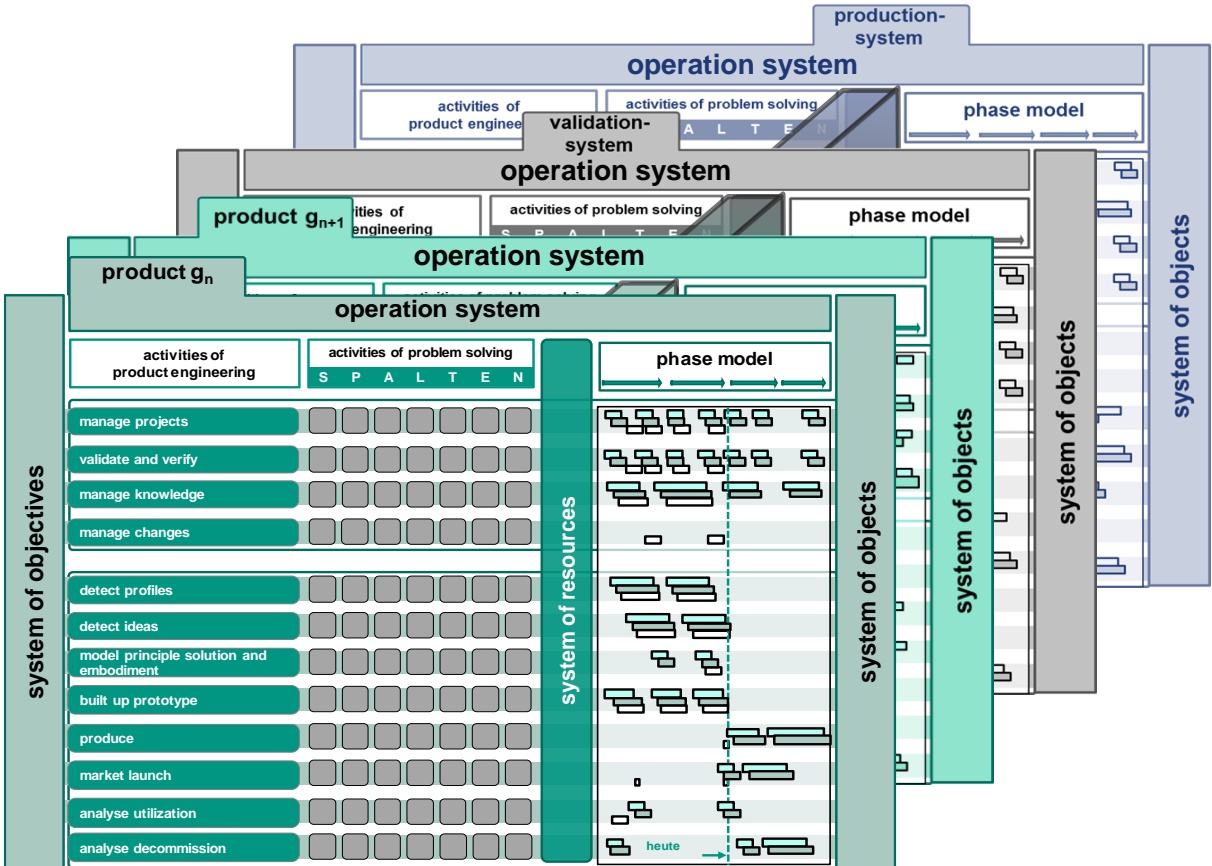 production-
system
operation system
activities of
product enginee
activities of problem solving
A L T E N
phase model
system of objects
validation-
system
operation system
vities of
engineering
activities of problem solving
S P A L T E N
phase model
system of objects
product gn+1
operation system
system of objects
product gn
operation system
system of objectives
activities of
product engineering
activities of problem solving
S P A L T E N
system of resources
phase model
system of objects
manage projects
validate and verify
manage knowledge
manage changes
detect profiles
detect ideas
model principle solution and
embodiment
built up prototype
produce
market launch
analyse utilization
analyse decommission
heute